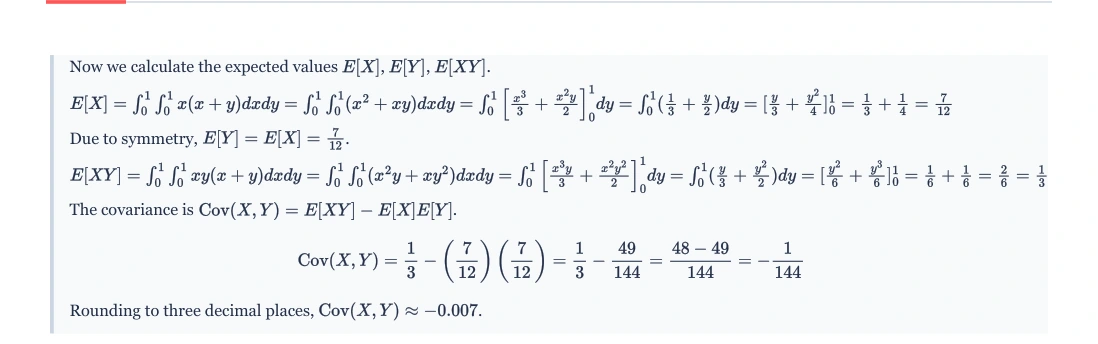 Now we calculate the expected values E[X], E[Y], E[XY].
E[X] = ∫₀¹ ∫₀¹ x(x + y)dxdy = ∫₀¹ ∫₀¹(x² + xy)dxdy = ∫₀¹ [x³/3 + x²y/2]₀¹ dy = ∫₀¹(1/3 + y/2)dy = [y/3 + y²/4]₀¹ = 1/3 + 1/4 = 7/12
Due to symmetry, E[Y] = E[X] = 7/12.
E[XY] = ∫₀¹ ∫₀¹ xy(x + y)dxdy = ∫₀¹ ∫₀¹(x²y + xy²)dxdy = ∫₀¹ [x³y/3 + x²y²/2]₀¹ dy = ∫₀¹(y/3 + y²/2)dy = [y²/6 + y³/6]₀¹ = 1/6 + 1/6 = 2/6 = 1/3
The covariance is Cov(X, Y) = E[XY] − E[X]E[Y].
Cov(X, Y) = 1/3 − (7/12)(7/12) = 1/3 − 49/144 = (48 − 49)/144 = −1/144
Rounding to three decimal places, Cov(X, Y) ≈ −0.007.